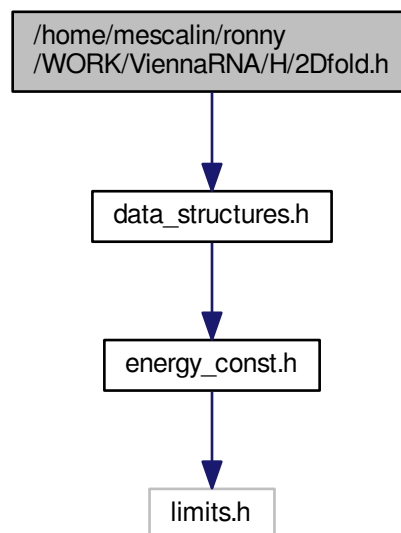 /home/mescalin/ronny
/WORK/ViennaRNA/H/2Dfold.h
data_structures.h
energy_const.h
limits.h